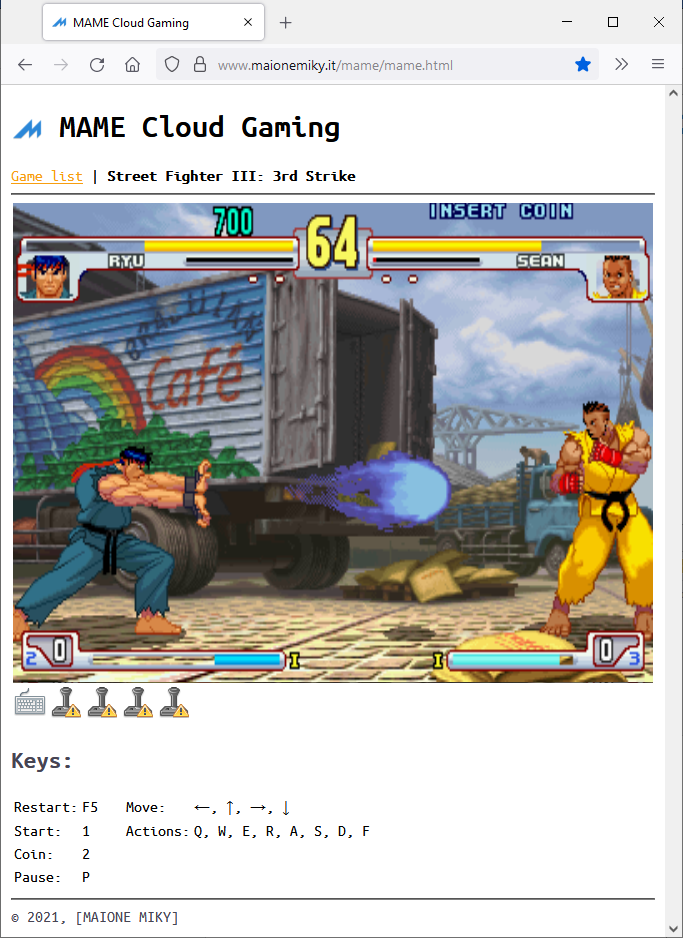 MAME Cloud Gaming
www.maionemiky.it/mame/mame.html
MAME Cloud Gaming
Game list | Street Fighter III: 3rd Strike
700 64 INSERT COIN
RYU SEAN
Café
2 0 I I 0 3
Keys:
Restart: F5 Move: ←, ↑, →, ↓
Start: 1 Actions: Q, W, E, R, A, S, D, F
Coin: 2
Pause: P
© 2021, [MAIONE MIKY]